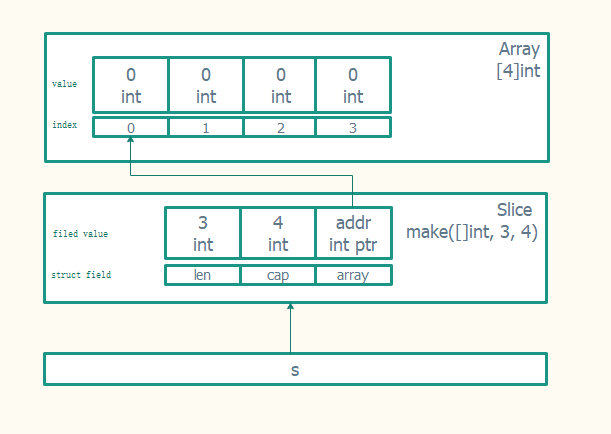 Array
[4]int
value
0 0 0 0
int int int int
index
0 1 2 3
Slice
make([]int, 3, 4)
filed value
3 4 addr
int int int ptr
struct field
len cap array
s